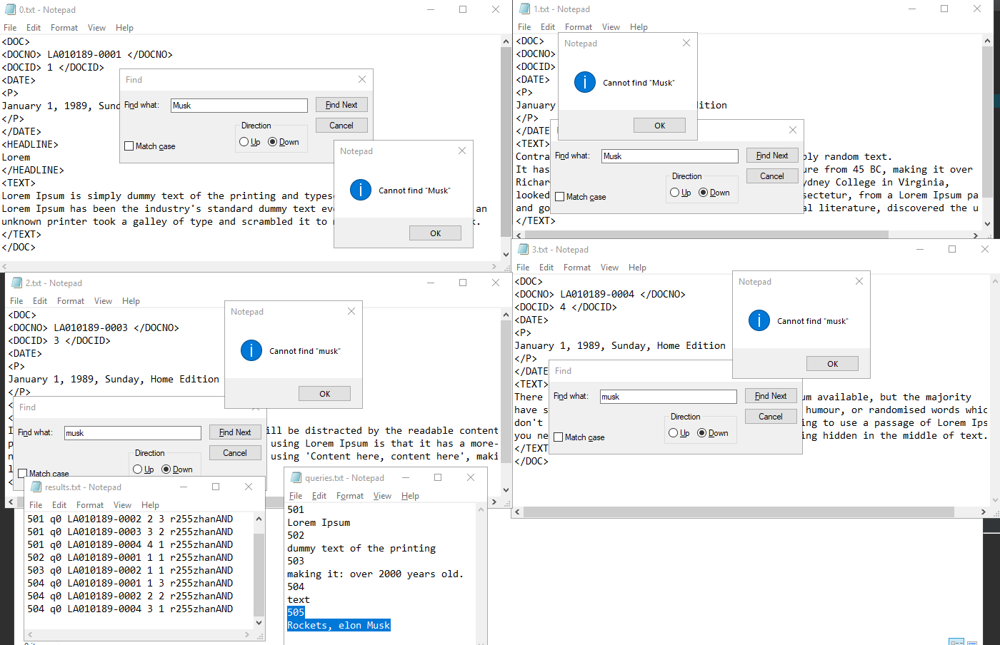 0.txt - Notepad
File Edit Format View Help
<DOC>
<DOCNO> LA010189-0001 </DOCNO>
<DOCID> 1 </DOCID>
<DATE>
<P>
January 1, 1989, Sund
</P>
</DATE>
<HEADLINE>
Lorem
</HEADLINE>
<TEXT>
Lorem Ipsum is simply dummy text of the printing and types
Lorem Ipsum has been the industry's standard dummy text ev an
unknown printer took a galley of type and scrambled it to k.
</TEXT>
</DOC>
Find
Find what: Musk Find Next
Direction Cancel
Match case Up Down
Notepad
Cannot find "Musk"
OK
1.txt - Notepad
File Edit Format View Help
<DOC>
<DOCNO>
<DOCID>
<DATE>
<P>
January dition
</P>
</DATE
<TEXT>
Contra ly random text.
It has ure from 45 BC, making it over
Richar ydney College in Virginia,
looked sectetur, from a Lorem Ipsum pa
and go al literature, discovered the u
</TEXT>
Notepad
Cannot find "Musk"
OK
Find what: Musk Find Next
Direction Cancel
Match case Up Down
2.txt - Notepad
File Edit Format View Help
<DOC>
<DOCNO> LA010189-0003 </DOCNO>
<DOCID> 3 </DOCID>
<DATE>
<P>
January 1, 1989, Sunday, Home Edition
</P>
ill be distracted by the readable content
using Lorem Ipsum is that it has a more-
using 'Content here, content here', maki
Notepad
Cannot find "musk"
OK
Find
Find what: musk Find Next
Direction Cancel
Match case Up Down
3.txt - Notepad
File Edit Format View Help
<DOC>
<DOCNO> LA010189-0004 </DOCNO>
<DOCID> 4 </DOCID>
<DATE>
<P>
January 1, 1989, Sunday, Home Edition
</P>
</DATE
<TEXT>
There um available, but the majority
have s humour, or randomised words whic
don't ing to use a passage of Lorem Ips
you ne ing hidden in the middle of text.
</TEXT
</DOC>
Notepad
Cannot find "musk"
OK
Find
Find what: musk Find Next
Direction Cancel
Match case Up Down
results.txt - Notepad
File Edit Format View Help
501 q0 LA010189-0002 2 3 r255zhanAND
501 q0 LA010189-0003 3 2 r255zhanAND
501 q0 LA010189-0004 4 1 r255zhanAND
502 q0 LA010189-0001 1 1 r255zhanAND
503 q0 LA010189-0002 1 1 r255zhanAND
504 q0 LA010189-0001 1 3 r255zhanAND
504 q0 LA010189-0002 2 2 r255zhanAND
504 q0 LA010189-0004 3 1 r255zhanAND
queries.txt - Notepad
File Edit Format View Help
501
Lorem Ipsum
502
dummy text of the printing
503
making it: over 2000 years old.
504
text
505
Rockets, elon Musk